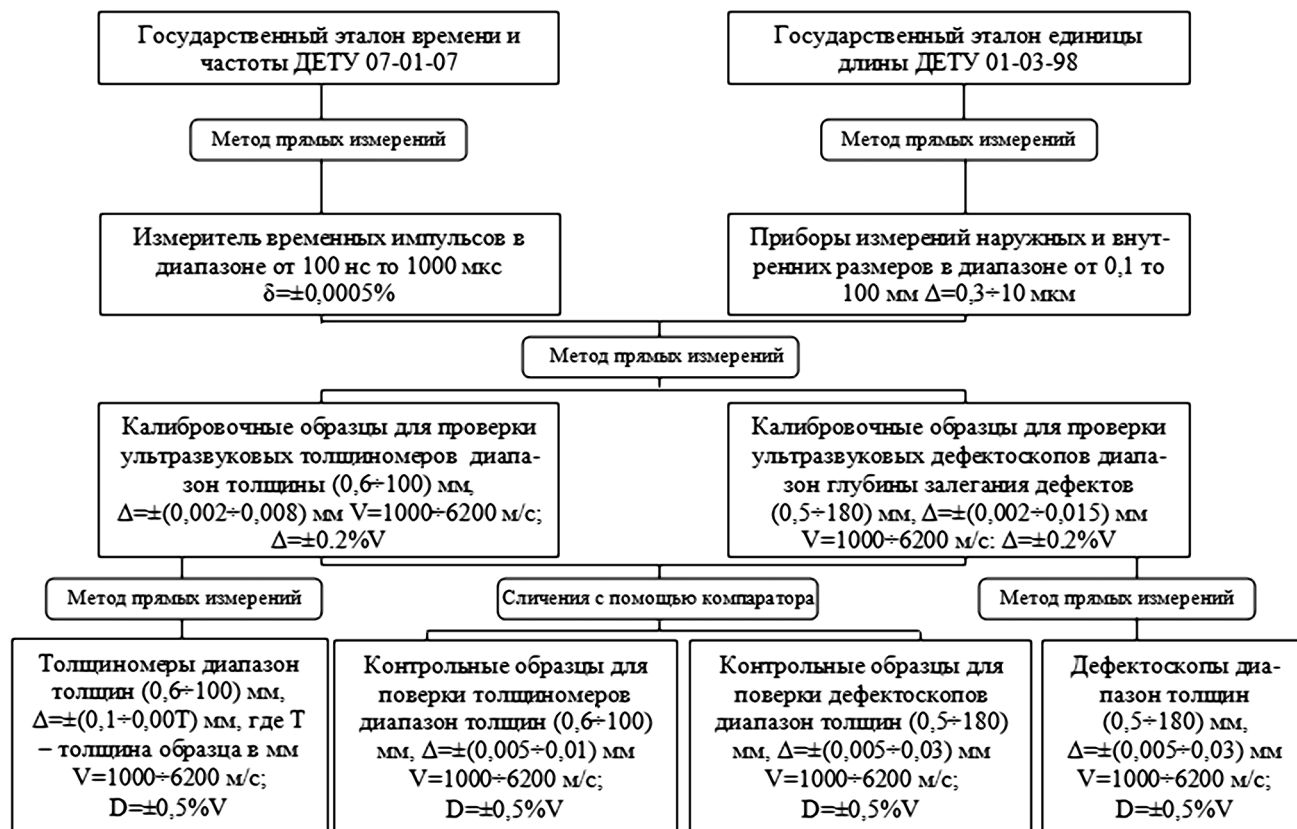 Государственный эталон времени и
частоты ДЕТУ 07-01-07
Государственный эталон единицы
длины ДЕТУ 01-03-98
Метод прямых измерений
Метод прямых измерений
Измеритель временных импульсов в
диапазоне от 100 нс то 1000 мкс
δ=±0,0005%
Приборы измерений наружных и внут-
ренних размеров в диапазоне от 0,1 то
100 мм Δ=0,3÷10 мкм
Метод прямых измерений
Калибровочные образцы для проверки
ультразвуковых толщиномеров диапа-
зон толщины (0,6÷100) мм,
Δ=±(0,002÷0,008) мм V=1000÷6200 м/с;
Δ=±0.2%V
Калибровочные образцы для проверки
ультразвуковых дефектоскопов диапа-
зон глубины залегания дефектов
(0,5÷180) мм, Δ=±(0,002÷0,015) мм
V=1000÷6200 м/с: Δ=±0.2%V
Метод прямых измерений
Сличения с помощью компаратора
Метод прямых измерений
Толщиномеры диапазон
толщин (0,6÷100) мм,
Δ=±(0,1÷0,00Т) мм, где Т
– толщина образца в мм
V=1000÷6200 м/с;
D=±0,5%V
Контрольные образцы для
поверки толщиномеров
диапазон толщин (0,6÷100)
мм, Δ=±(0,005÷0,01) мм
V=1000÷6200 м/с;
D=±0,5%V
Контрольные образцы для
поверки дефектоскопов
диапазон толщин (0,5÷180)
мм, Δ=±(0,005÷0,03) мм
V=1000÷6200 м/с;
D=±0,5%V
Дефектоскопы диа-
пазон толщин
(0,5÷180) мм,
Δ=±(0,005÷0,03) мм
V=1000÷6200 м/с;
D=±0,5%V